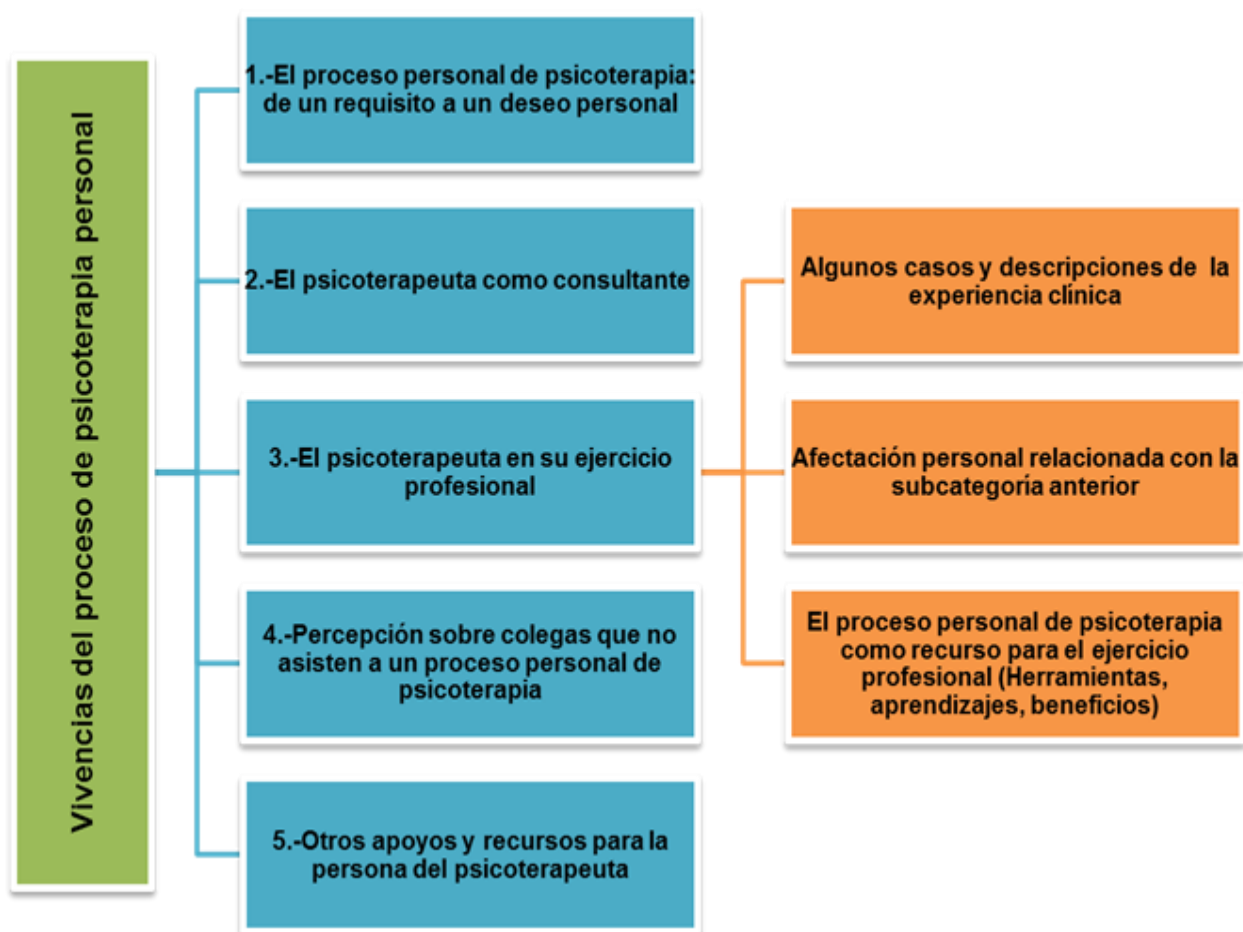 Vivencias del proceso de psicoterapia personal
1.-El proceso personal de psicoterapia:
de un requisito a un deseo personal
2.-El psicoterapeuta como consultante
3.-El psicoterapeuta en su ejercicio
profesional
4.-Percepción sobre colegas que no
asisten a un proceso personal de
psicoterapia
5.-Otros apoyos y recursos para la
persona del psicoterapeuta
Algunos casos y descripciones de la
experiencia clínica
Afectación personal relacionada con la
subcategoría anterior
El proceso personal de psicoterapia
como recurso para el ejercicio
profesional (Herramientas,
aprendizajes, beneficios)